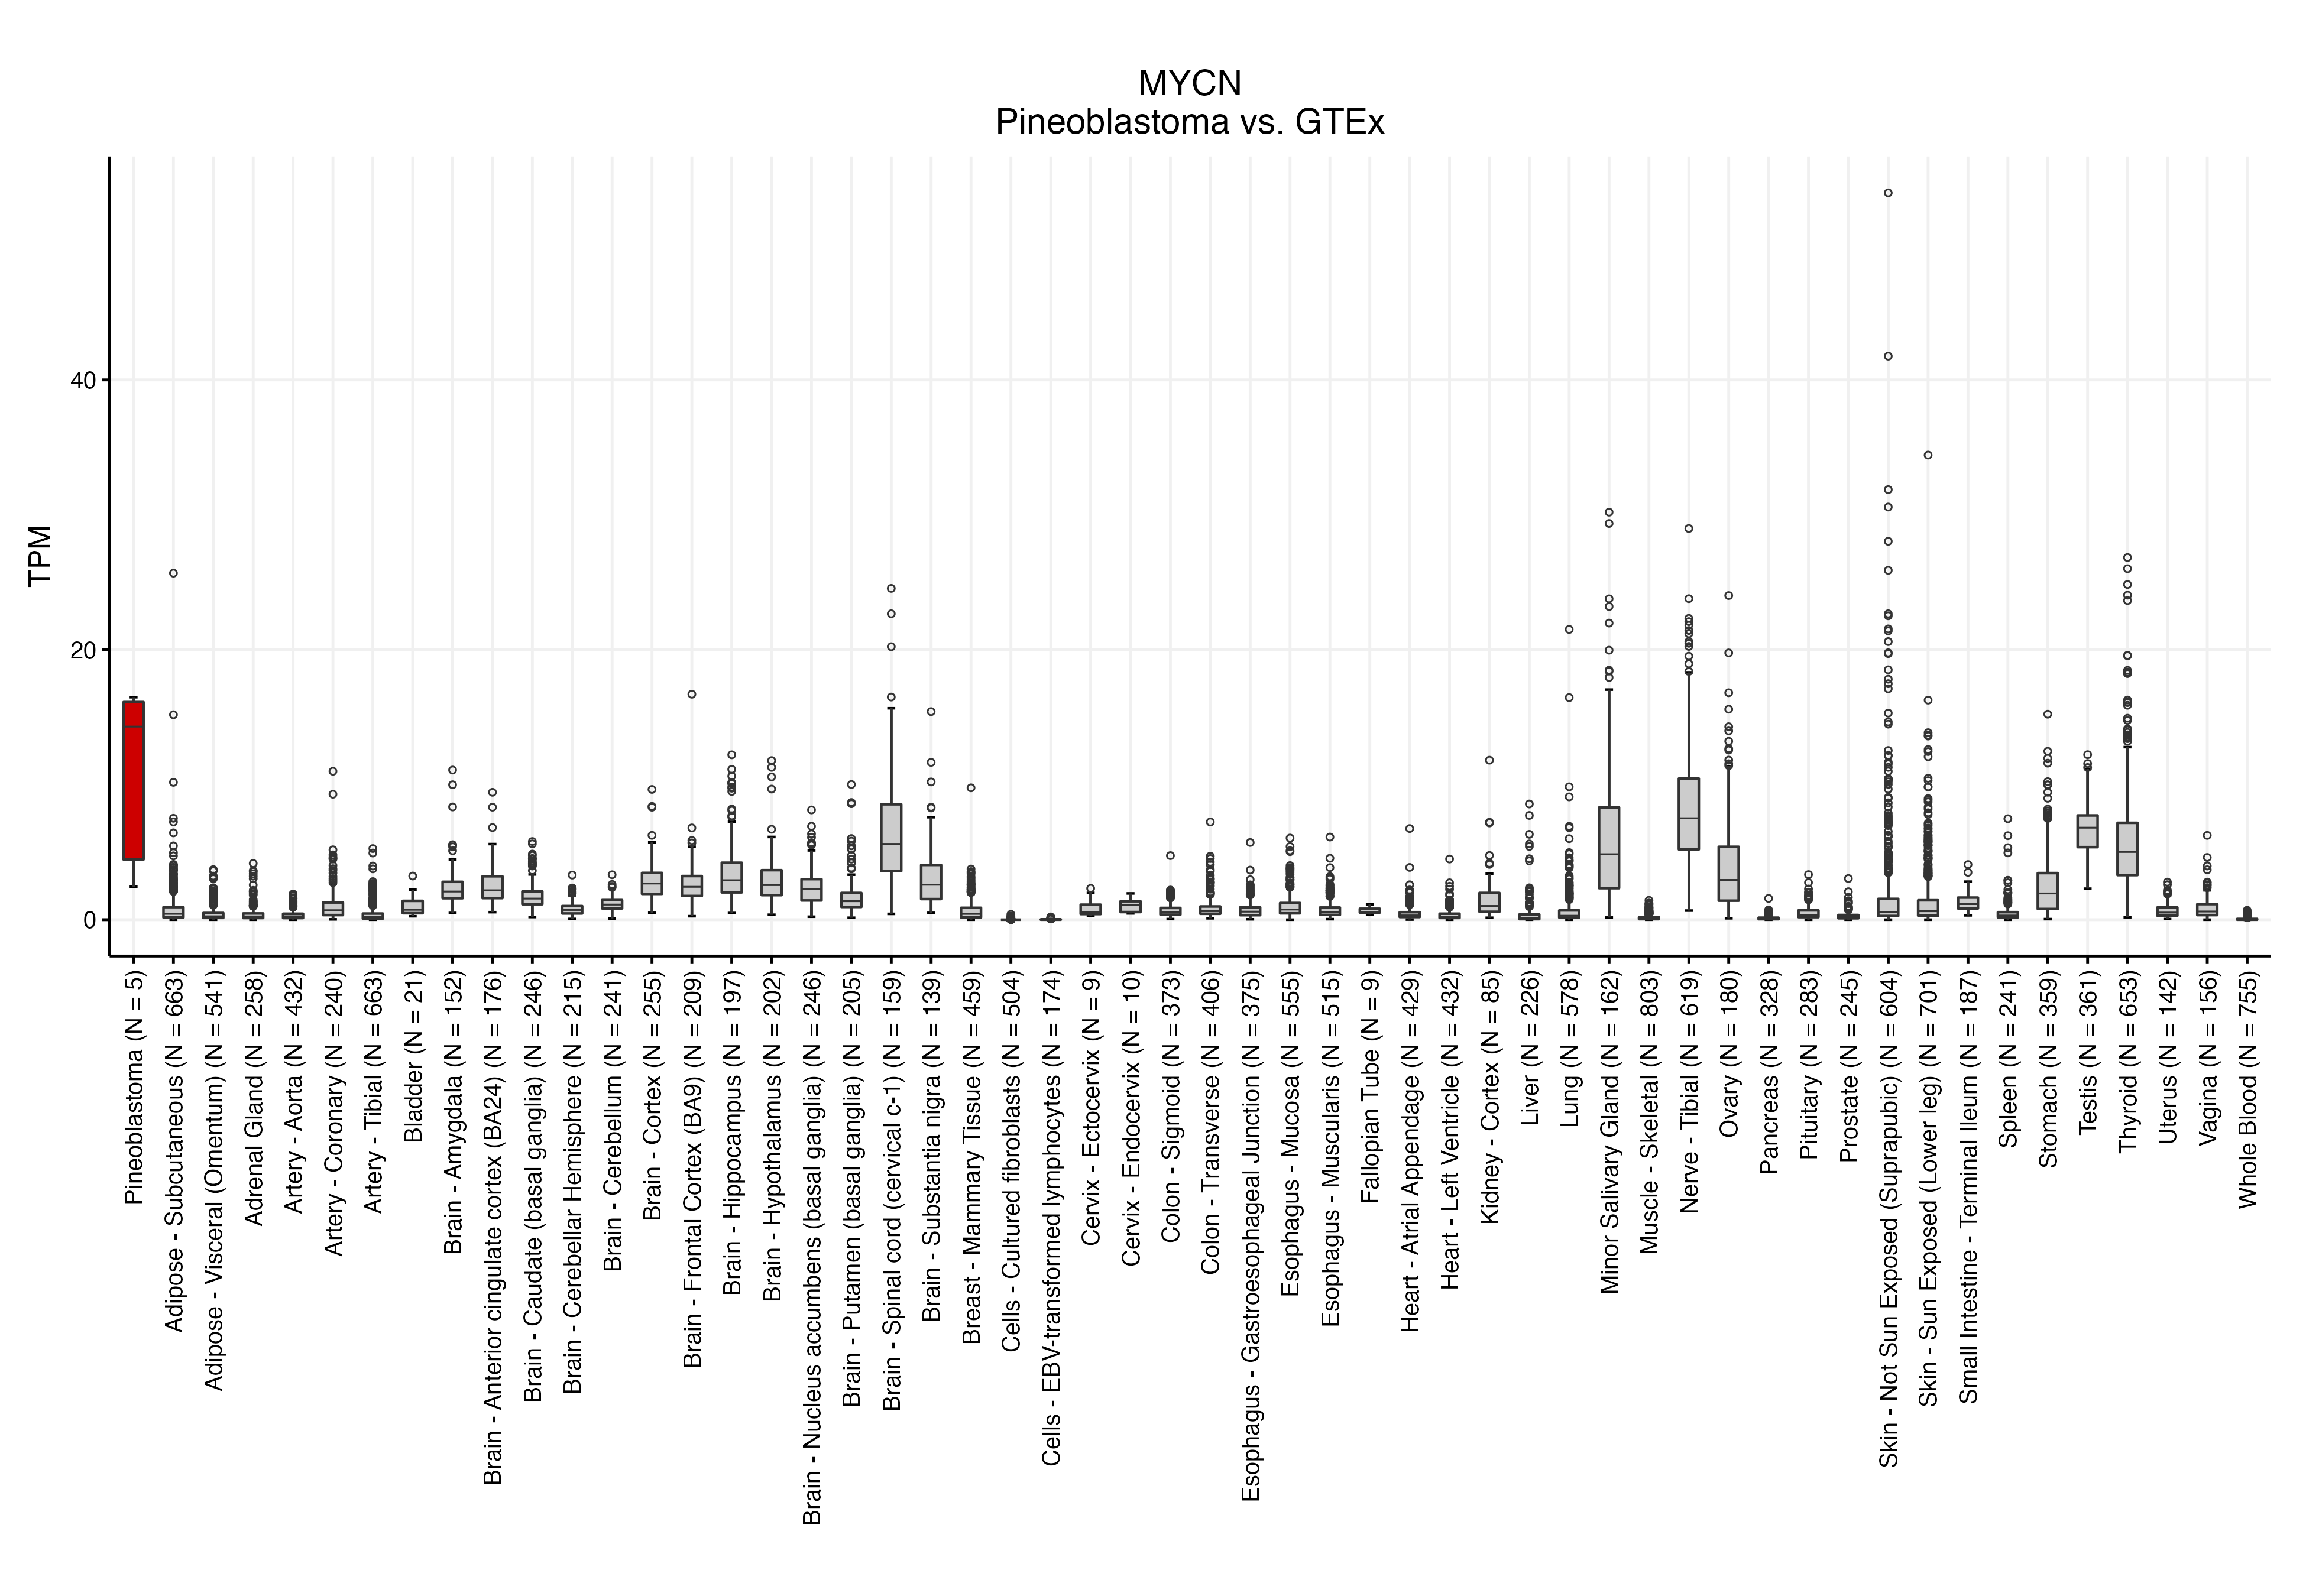 MYCN
Pineoblastoma vs. GTEx
TPM
40
20
0
Pineoblastoma (N = 5)
Adipose - Subcutaneous (N = 663)
Adipose - Visceral (Omentum) (N = 541)
Adrenal Gland (N = 258)
Artery - Aorta (N = 432)
Artery - Coronary (N = 240)
Artery - Tibial (N = 663)
Bladder (N = 21)
Brain - Amygdala (N = 152)
Brain - Anterior cingulate cortex (BA24) (N = 176)
Brain - Caudate (basal ganglia) (N = 246)
Brain - Cerebellar Hemisphere (N = 215)
Brain - Cerebellum (N = 241)
Brain - Cortex (N = 255)
Brain - Frontal Cortex (BA9) (N = 209)
Brain - Hippocampus (N = 197)
Brain - Hypothalamus (N = 202)
Brain - Nucleus accumbens (basal ganglia) (N = 246)
Brain - Putamen (basal ganglia) (N = 205)
Brain - Spinal cord (cervical c-1) (N = 159)
Brain - Substantia nigra (N = 139)
Breast - Mammary Tissue (N = 459)
Cells - Cultured fibroblasts (N = 504)
Cells - EBV-transformed lymphocytes (N = 174)
Cervix - Ectocervix (N = 9)
Cervix - Endocervix (N = 10)
Colon - Sigmoid (N = 373)
Colon - Transverse (N = 406)
Esophagus - Gastroesophageal Junction (N = 375)
Esophagus - Mucosa (N = 555)
Esophagus - Muscularis (N = 515)
Fallopian Tube (N = 9)
Heart - Atrial Appendage (N = 429)
Heart - Left Ventricle (N = 432)
Kidney - Cortex (N = 85)
Liver (N = 226)
Lung (N = 578)
Minor Salivary Gland (N = 162)
Muscle - Skeletal (N = 803)
Nerve - Tibial (N = 619)
Ovary (N = 180)
Pancreas (N = 328)
Pituitary (N = 283)
Prostate (N = 245)
Skin - Not Sun Exposed (Suprapubic) (N = 604)
Skin - Sun Exposed (Lower leg) (N = 701)
Small Intestine - Terminal Ileum (N = 187)
Spleen (N = 241)
Stomach (N = 359)
Testis (N = 361)
Thyroid (N = 653)
Uterus (N = 142)
Vagina (N = 156)
Whole Blood (N = 755)